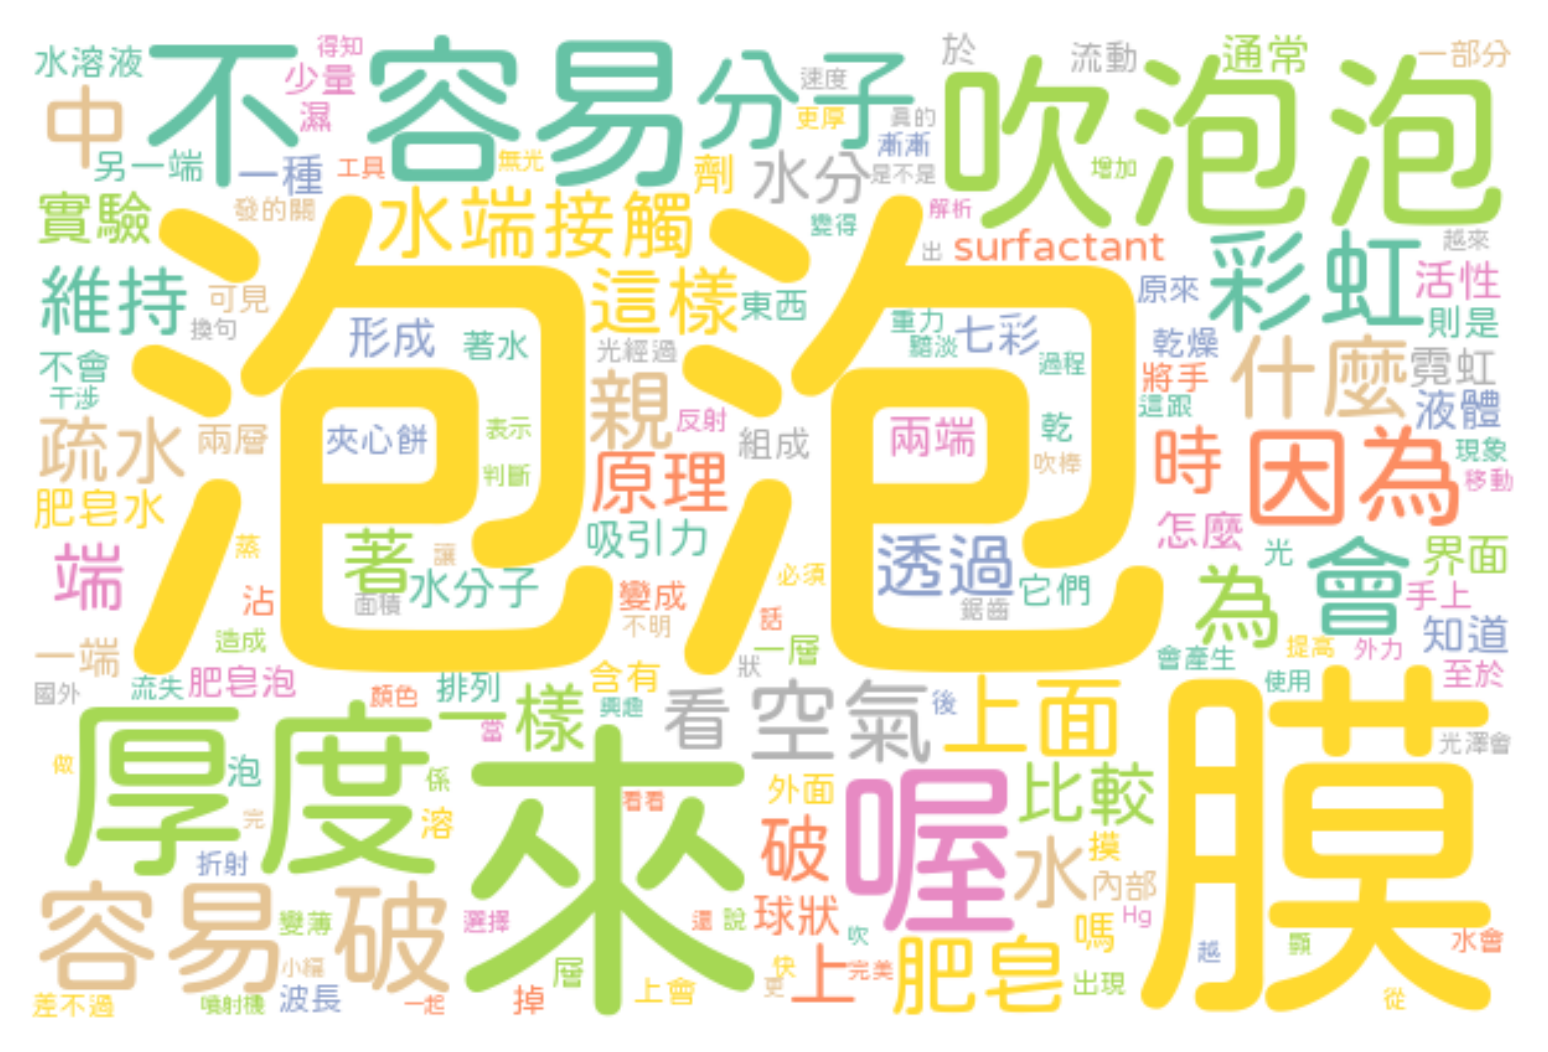 水溶液
不容易
得知
少量
濕
中
另一端
一種
工具
無光
分子
速度
更厚
真的
漸漸
是不是
於
流動
通常
一部分
吹泡泡
增加
實驗
發的關
水端接觸
劑
水分
變得
解析
出
surfactant
彩虹
越來
活性
則是
維持
可見
換句
泡泡
這樣
東西
原來
重力
黯淡
七彩
過程
乾燥
不會
干涉
形成
著水
光經過
什麼
霓虹
將手
這跟
液體
疏水
兩層
夾心餅
表示
判斷
親
反射
組成
兩端
乾
吹棒
時
因為
現象
移動
肥皂水
原理
吸引力
怎麼
光
界面
端
蒸
著
讓
水分子
面積
沾
造成
變成
不明
必須
話
透過
它們
鋸齒
為
會
手上
知道
提高
外力
一端
國外
流失
肥皂泡
顏色
排列
含有
一層
狀
會產生
使用
至於
厚度
一樣
當
興趣
看
空氣
後
上面
膜
光澤會
做
泡
係
完
溶
來
看看
外面
喔
比較
折射
破
水
摸
內部
容易破
變薄
小編
選擇
還
說
球狀
吹
嗎
Hg
越
顆
水會
差不過
噴射機
波長
一起
掉
層
上會
快
更
上
完美
肥皂
出現
從